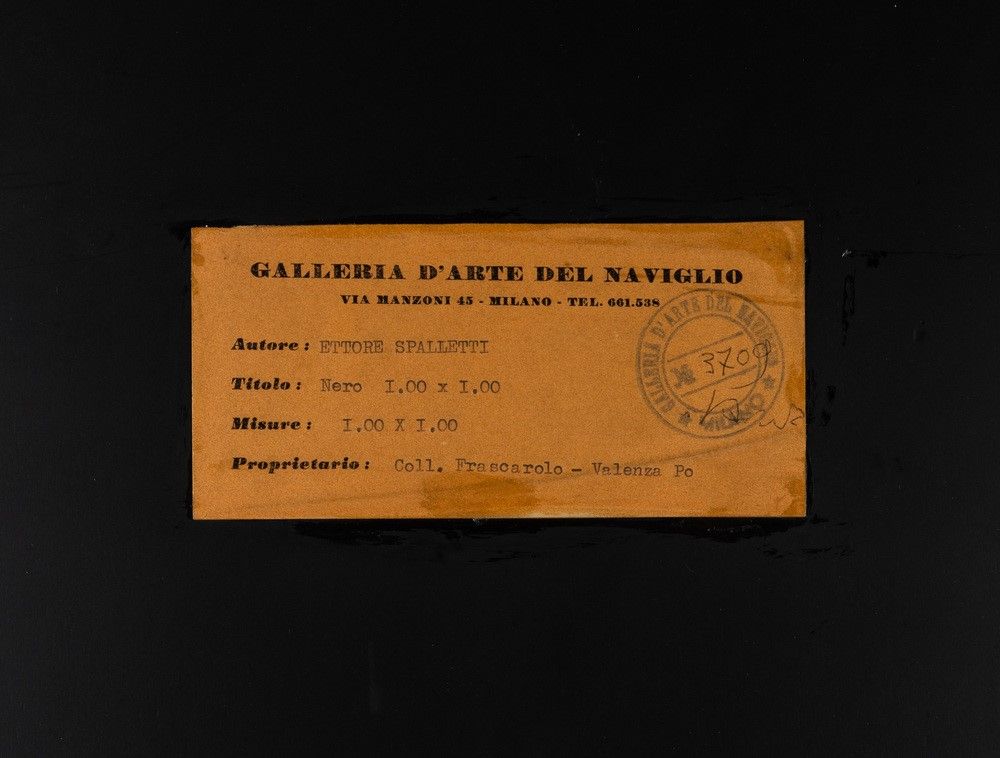 GALLERIA D'ARTE DEL NAVIGLIO
VIA MANZONI 45 - MILANO - TEL. 661.538
Autore: ETTORE SPALLETTI
Titolo: Nero 1.00 x 1.00
Misure: 1.00 X 1.00
Proprietario: Coll. Frascarolo - Valenza Po
GALLERIA D'ARTE DEL NAVIGLIO
№ 3709
MILANO